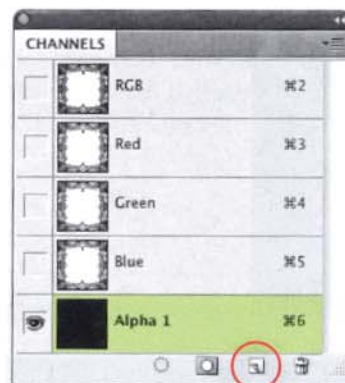 CHANNELS
RGB ⌘2
Red ⌘3
Green ⌘4
Blue ⌘5
Alpha 1 ⌘6